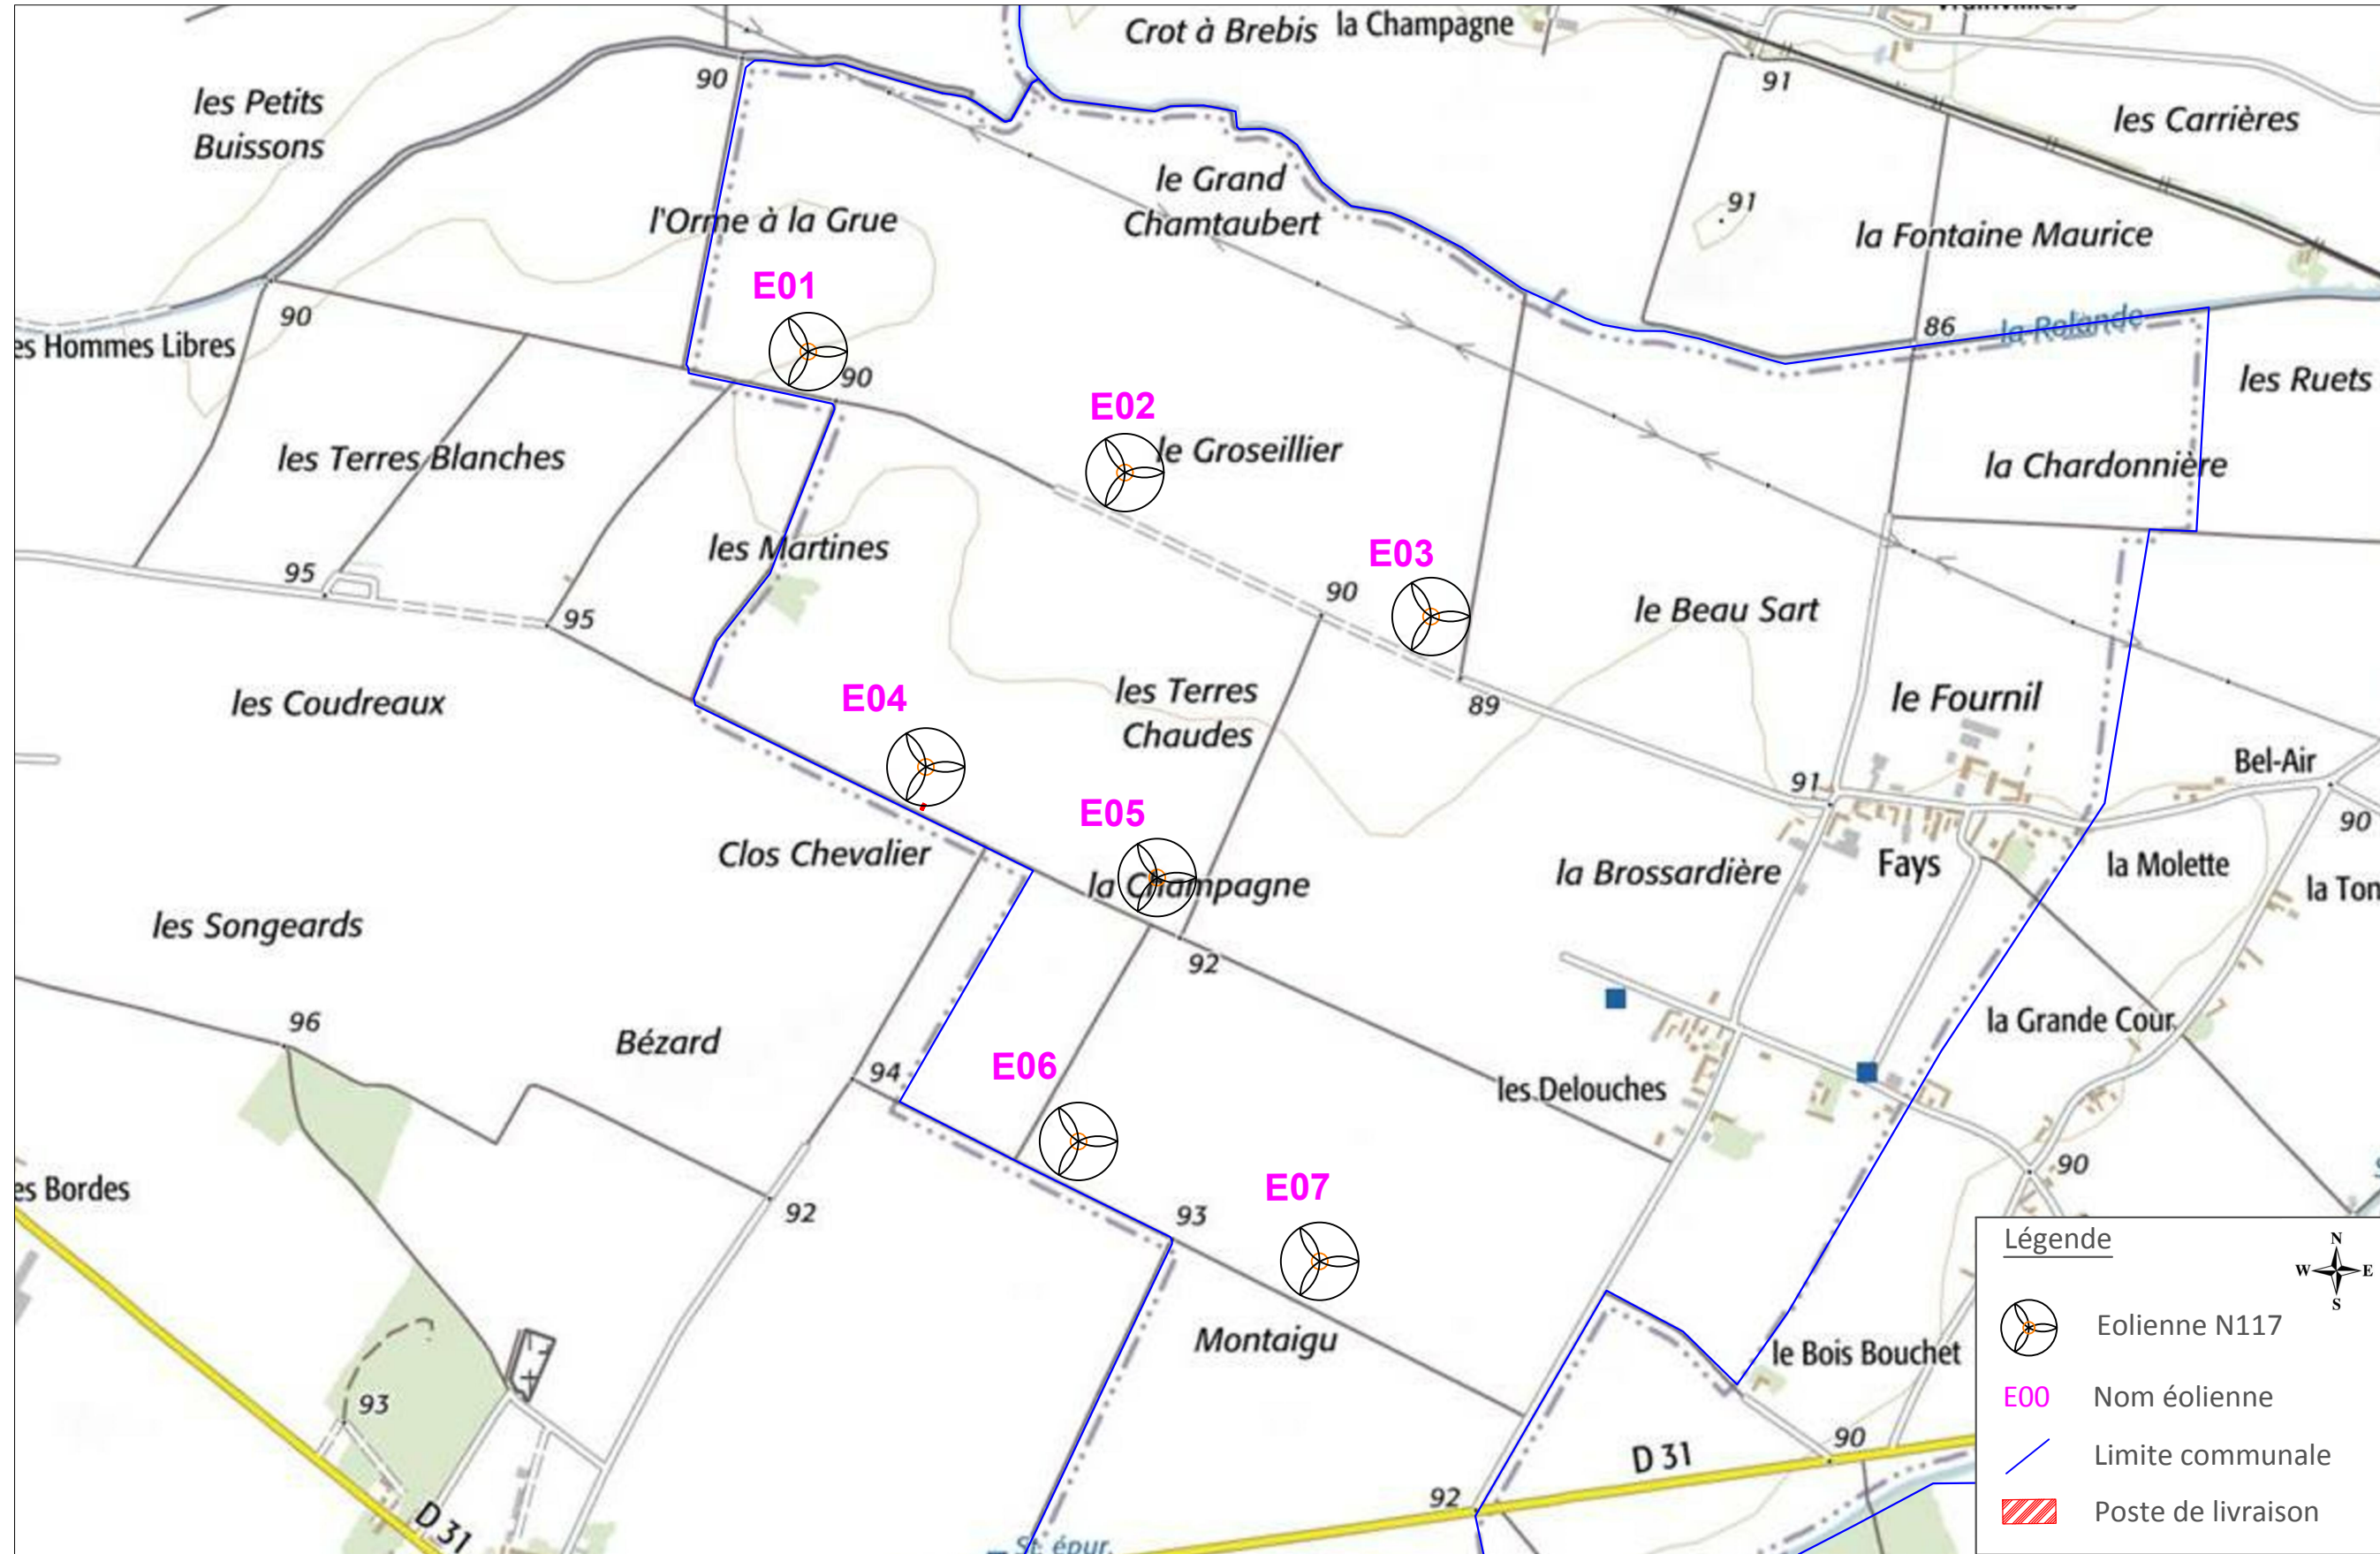 Crot à Brebis
la Champagne
90
91
les Petits
Buissons
les Carrières
le Grand
Chamtaubert
91
l'Orme à la Grue
la Fontaine Maurice
E01
90
86
la Rolande
es Hommes Libres
90
les Ruets
E02
le Groseillier
les Terres Blanches
la Chardonnière
les Martines
E03
95
90
95
le Beau Sart
les Coudreaux
E04
les Terres
Chaudes
89
le Fournil
Bel-Air
91
90
E05
Clos Chevalier
la Champagne
la Brossardière
Fays
la Molette
la Ton
les Songeards
92
96
Bézard
94
E06
la Grande Cour
les Delouches
es Bordes
92
93
E07
90
Montaigu
le Bois Bouchet
93
D 31
92
D 31
90
St. épur.
Légende
N
W
E
S
Eolienne N117
E00
Nom éolienne
Limite communale
Poste de livraison